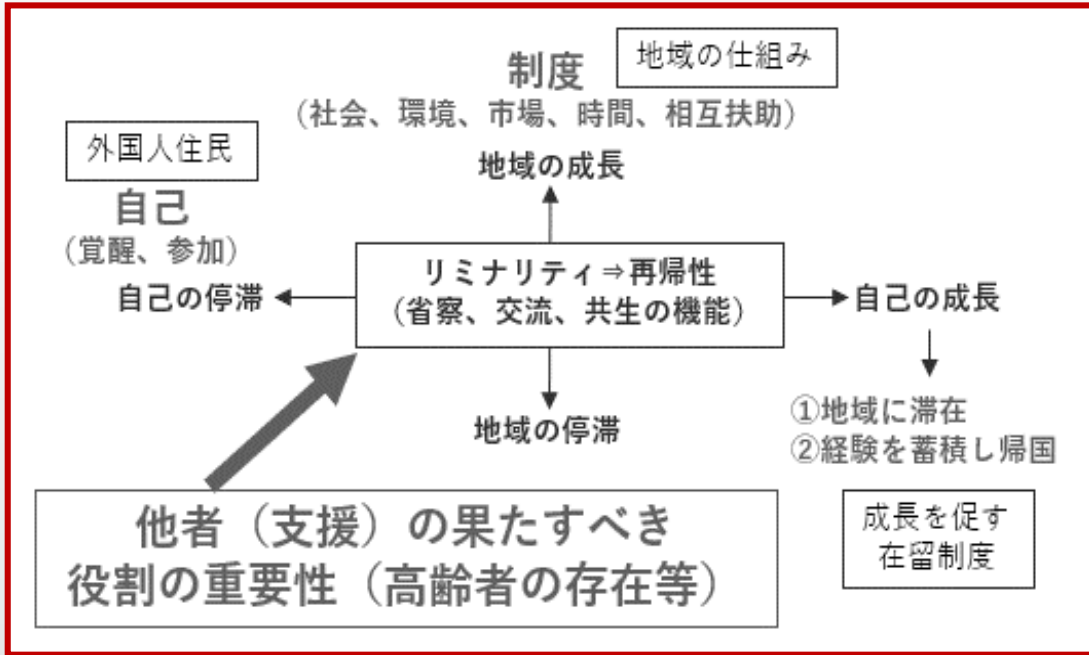 制度
地域の仕組み
（社会、環境、市場、時間、相互扶助）
外国人住民
自己
（覚醒、参加）
地域の成長
リミナリティ⇒再帰性
（省察、交流、共生の機能）
自己の停滞
自己の成長
地域の停滞
①地域に滞在
②経験を蓄積し帰国
他者（支援）の果たすべき
役割の重要性（高齢者の存在等）
成長を促す
在留制度